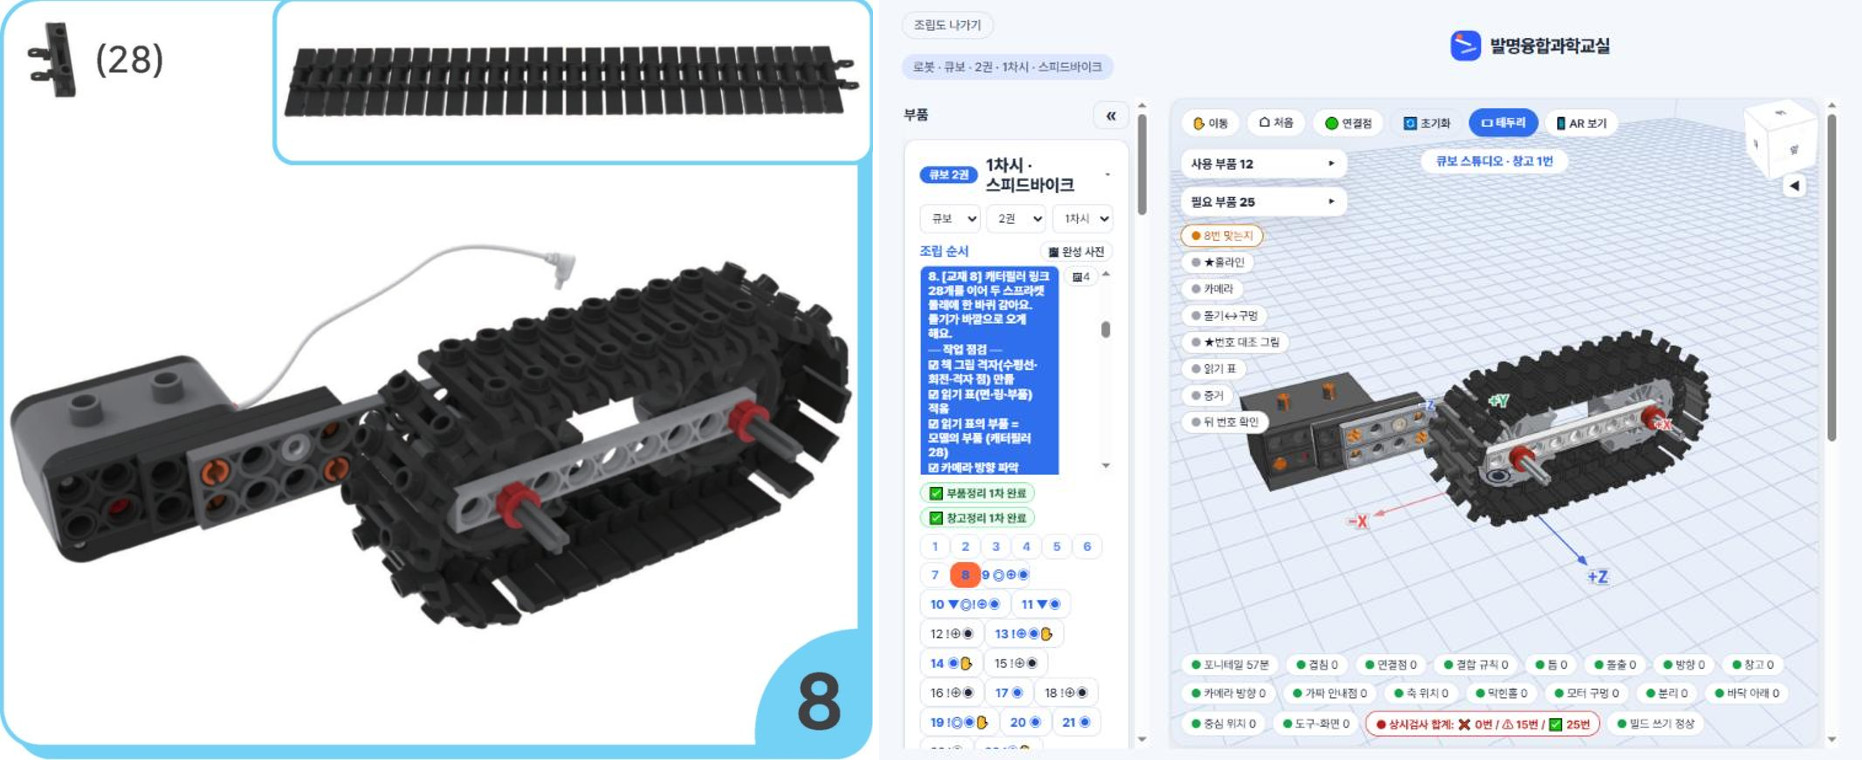 (28)
8
조립도 나가기
로봇 · 큐보 · 2권 · 1차시 · 스피드바이크
발명융합과학교실
부품
«
큐보 2권
1차시 ·
스피드바이크
큐보
2권
1차시
조립 순서
완성 사진
8. [교재 8] 캐터필러 링크
28개를 이어 두 스프라켓
둘레에 한 바퀴 감아요.
돌기가 바깥으로 오게
해요.
— 작업 점검 —
☑ 책 그림 격자(수평선·
회전·격자 점) 만듦
☑ 읽기 표(면·핑·부품)
적음
☑ 읽기 표의 부품 =
모델의 부품 (캐터필러
28)
☑ 카메라 방향 파악
4
✅ 부품정리 1차 완료
✅ 창고정리 1차 완료
1 2 3 4 5 6
7 8 9 ◎⊕◉
10 ▼◎!⊕◉ 11 ▼◉
12 !⊕◉ 13 !⊕◉✋
14 ◉✋ 15 !⊕◉
16 !⊕◉ 17 ◉ 18 !⊕◉
19 !◎◉✋ 20 ◉ 21 ◉
이동
처음
연결점
초기화
테두리
AR 보기
큐보 스튜디오 · 창고 1번
사용 부품 12
필요 부품 25
8번 맞는지
★홀라인
카메라
돌기↔구멍
★번호 대조 그림
읽기 표
증거
뒤 번호 확인
+Y
-Z
+X
-X
+Z
포니테일 57분
겹침 0
연결점 0
결합 규칙 0
틈 0
돌출 0
방향 0
창고 0
카메라 방향 0
가짜 안내점 0
축 위치 0
막힌홀 0
모터 구멍 0
분리 0
바닥 아래 0
중심 위치 0
도구-화면 0
상시검사 합계: ❌ 0번 / ⚠ 15번 / ✅ 25번
빌드 쓰기 정상